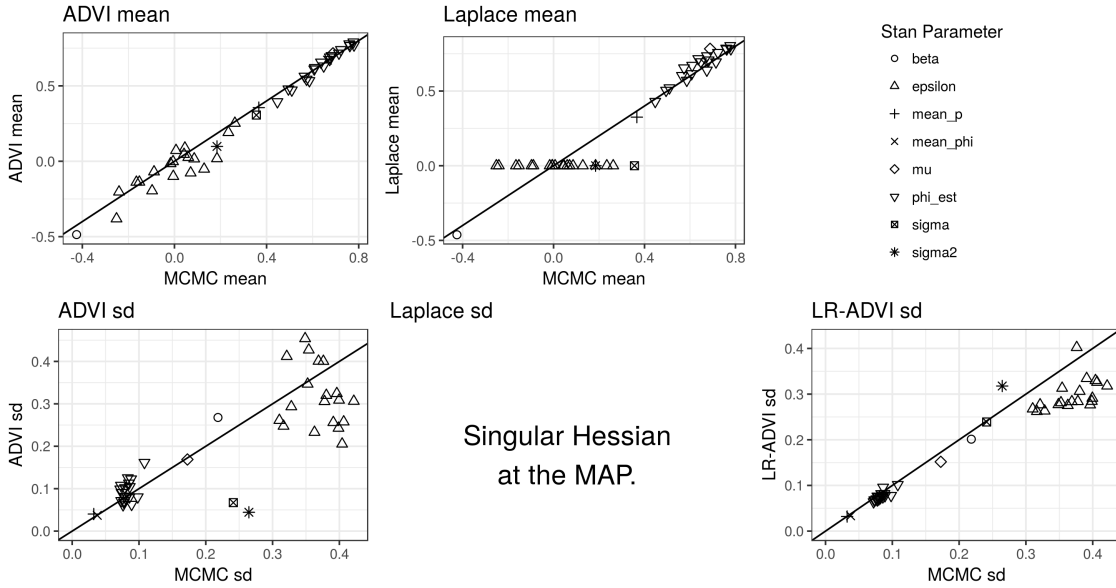 ADVI mean
ADVI mean
0.5
0.0
-0.5
-0.4
0.0
0.4
0.8
MCMC mean
Laplace mean
Laplace mean
0.5
0.0
-0.5
-0.4
0.0
0.4
0.8
MCMC mean
Stan Parameter
beta
epsilon
mean_p
mean_phi
mu
phi_est
sigma
sigma2
ADVI sd
ADVI sd
0.4
0.3
0.2
0.1
0.0
0.0
0.1
0.2
0.3
0.4
MCMC sd
Laplace sd
Singular Hessian
at the MAP.
LR-ADVI sd
LR-ADVI sd
0.4
0.3
0.2
0.1
0.0
0.0
0.1
0.2
0.3
0.4
MCMC sd